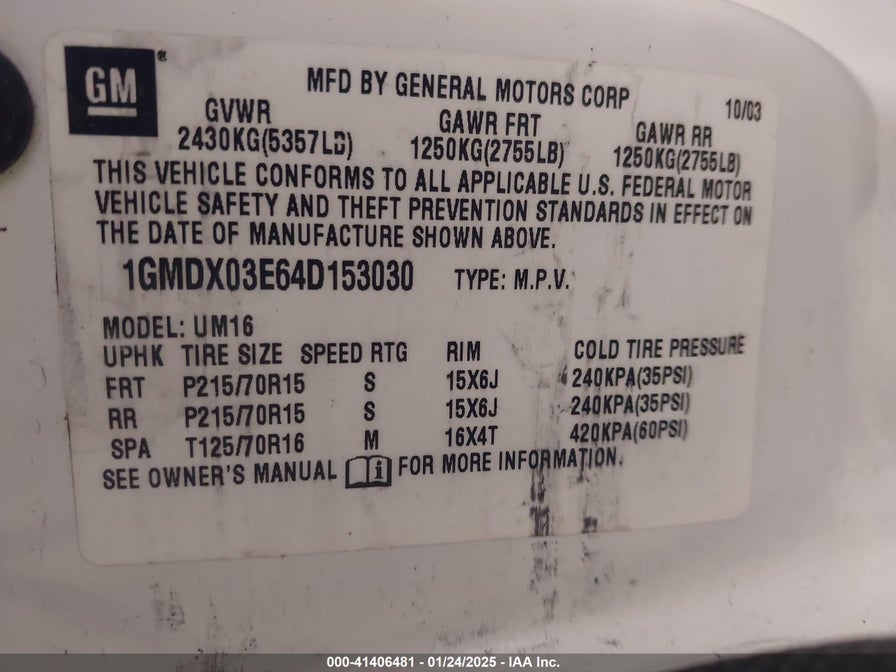 GM®
MFD BY GENERAL MOTORS CORP
10/03
GVWR GAWR FRT GAWR RR
2430KG(5357LB) 1250KG(2755LB) 1250KG(2755LB)
THIS VEHICLE CONFORMS TO ALL APPLICABLE U.S. FEDERAL MOTOR
VEHICLE SAFETY AND THEFT PREVENTION STANDARDS IN EFFECT ON
THE DATE OF MANUFACTURE SHOWN ABOVE.
1GMDX03E64D153030 TYPE: M.P.V.
MODEL: UM16
UPHK TIRE SIZE SPEED RTG RIM COLD TIRE PRESSURE
FRT P215/70R15 S 15X6J 240KPA(35PSI)
RR P215/70R15 S 15X6J 240KPA(35PSI)
SPA T125/70R16 M 16X4T 420KPA(60PSI)
SEE OWNER'S MANUAL i FOR MORE INFORMATION.
000-41406481 - 01/24/2025 - IAA Inc.